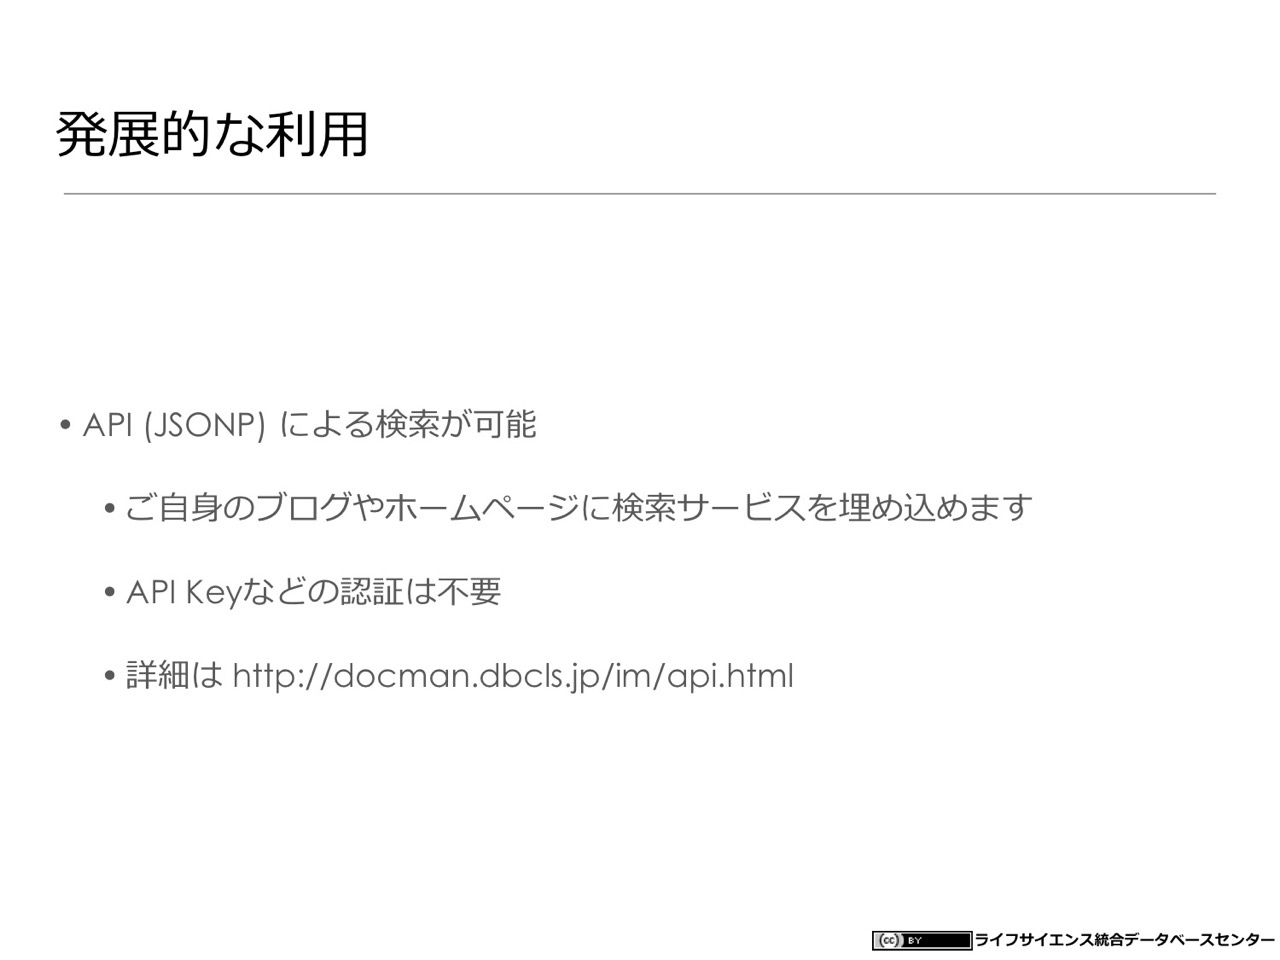 発展的な利用
• API (JSONP) による検索が可能
• ご自身のブログやホームページに検索サービスを埋め込めます
• API Keyなどの認証は不要
• 詳細は http://docman.dbcls.jp/im/api.html
(cc) BY ライフサイエンス統合データベースセンター